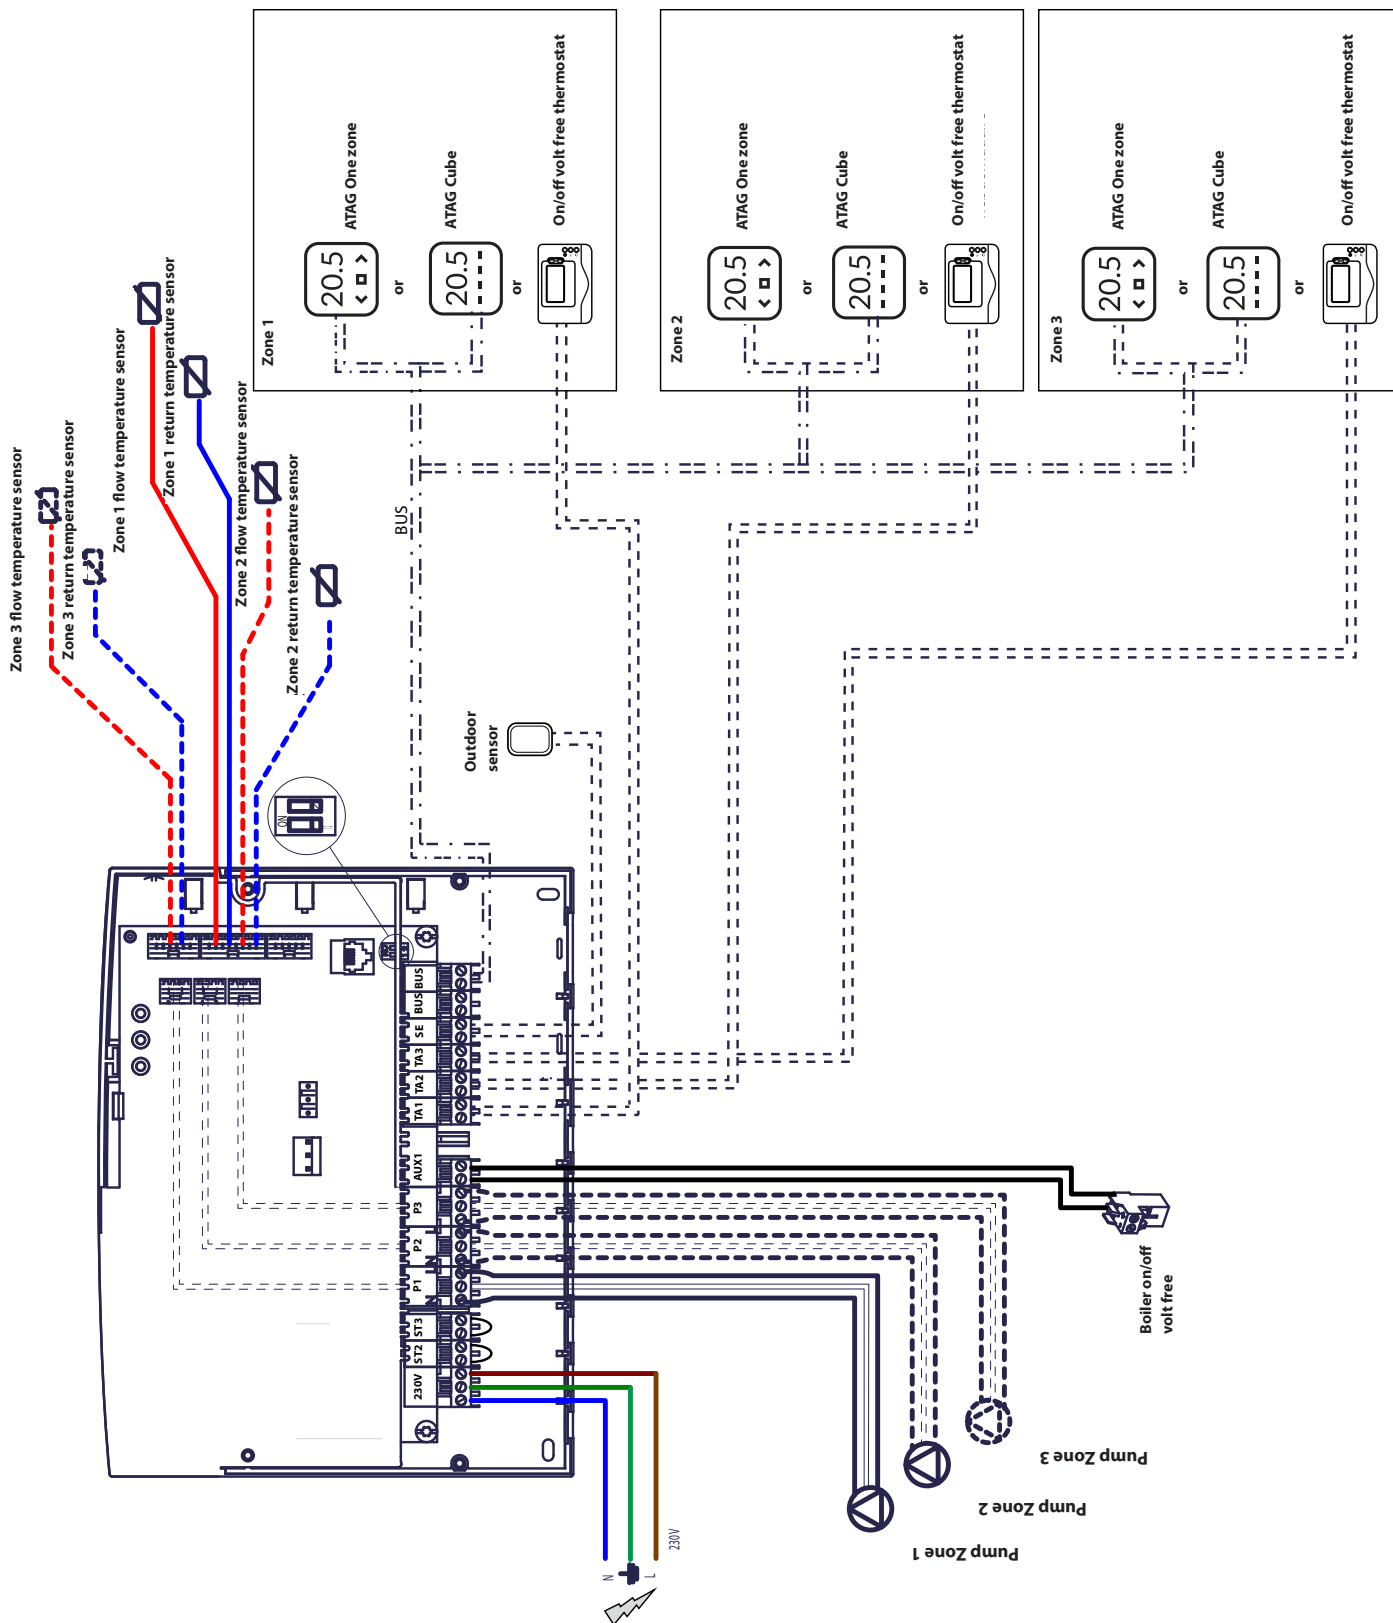 Zone 3 flow temperature sensor
Zone 3 return temperature sensor
Zone 1 flow temperature sensor
Zone 1 return temperature sensor
Zone 2 flow temperature sensor
Zone 2 return temperature sensor
Zone 1
20.5
ATAG One zone
or
20.5
ATAG Cube
or
On/off volt free thermostat
Zone 2
20.5
ATAG One zone
or
20.5
ATAG Cube
or
On/off volt free thermostat
Zone 3
20.5
ATAG One zone
or
20.5
ATAG Cube
or
On/off volt free thermostat
BUS
Outdoor
sensor
ON
BUS
BUS
SE
TA3
TA2
TA1
AUX1
P3
P2
P1
ST3
ST2
230V
N
L
230V
Boiler on/off
volt free
Pump Zone 3
Pump Zone 2
Pump Zone 1